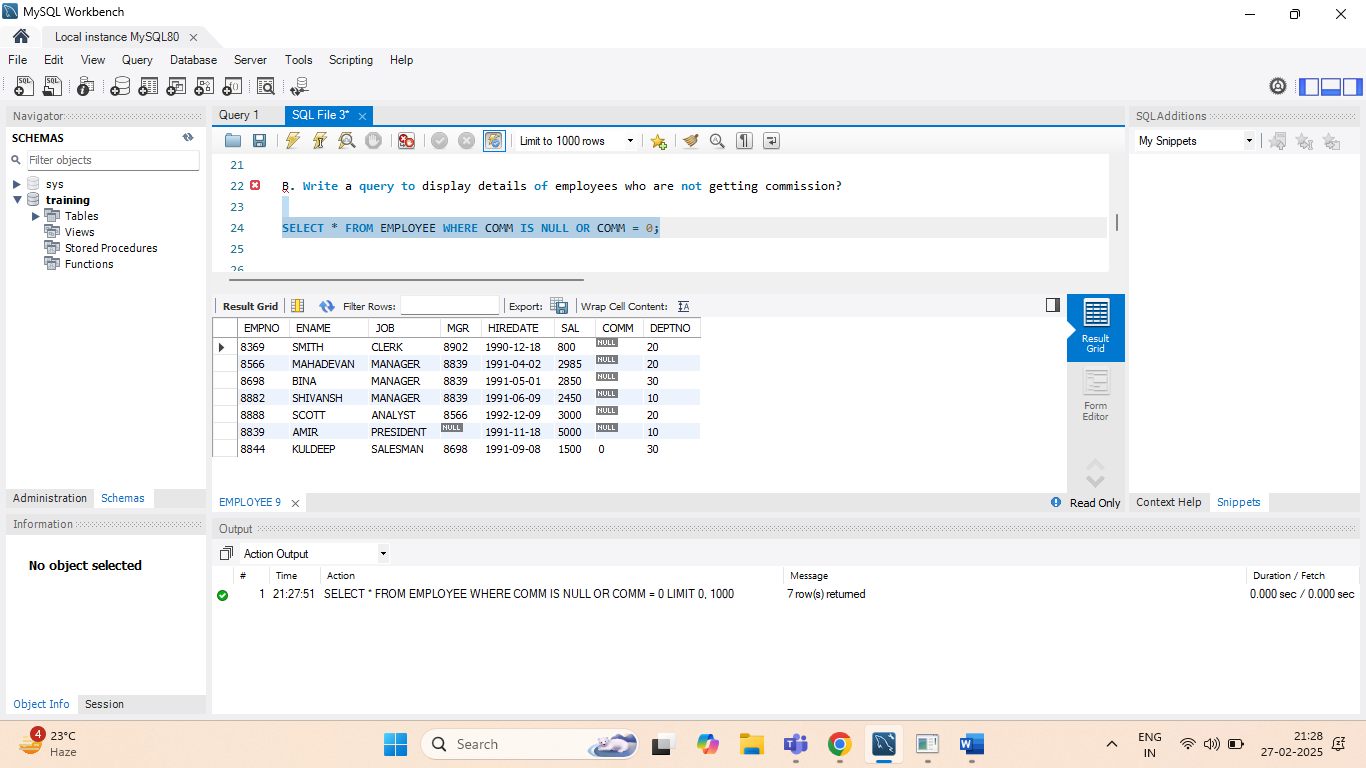 MySQL Workbench
Local instance MySQL80
File Edit View Query Database Server Tools Scripting Help
Navigator
SCHEMAS
Filter objects
sys
training
Tables
Views
Stored Procedures
Functions
Administration Schemas
Information
No object selected
Object Info Session
Query 1 SQL File 3*
Limit to 1000 rows
21
22 B. Write a query to display details of employees who are not getting commission?
23
24 SELECT * FROM EMPLOYEE WHERE COMM IS NULL OR COMM = 0;
25
26
Result Grid Filter Rows: Export: Wrap Cell Content:
EMPNO ENAME JOB MGR HIREDATE SAL COMM DEPTNO
8369 SMITH CLERK 8902 1990-12-18 800 NULL 20
8566 MAHADEVAN MANAGER 8839 1991-04-02 2985 NULL 20
8698 BINA MANAGER 8839 1991-05-01 2850 NULL 30
8882 SHIVANSH MANAGER 8839 1991-06-09 2450 NULL 10
8888 SCOTT ANALYST 8566 1992-12-09 3000 NULL 20
8839 AMIR PRESIDENT NULL 1991-11-18 5000 NULL 10
8844 KULDEEP SALESMAN 8698 1991-09-08 1500 0 30
Result
Grid
Form
Editor
EMPLOYEE 9
Read Only
SQLAdditions
My Snippets
Context Help Snippets
Output
Action Output
# Time Action Message Duration / Fetch
1 21:27:51 SELECT * FROM EMPLOYEE WHERE COMM IS NULL OR COMM = 0 LIMIT 0, 1000 7 row(s) returned 0.000 sec / 0.000 sec
4
23°C
Haze
Search
ENG
IN
21:28
27-02-2025